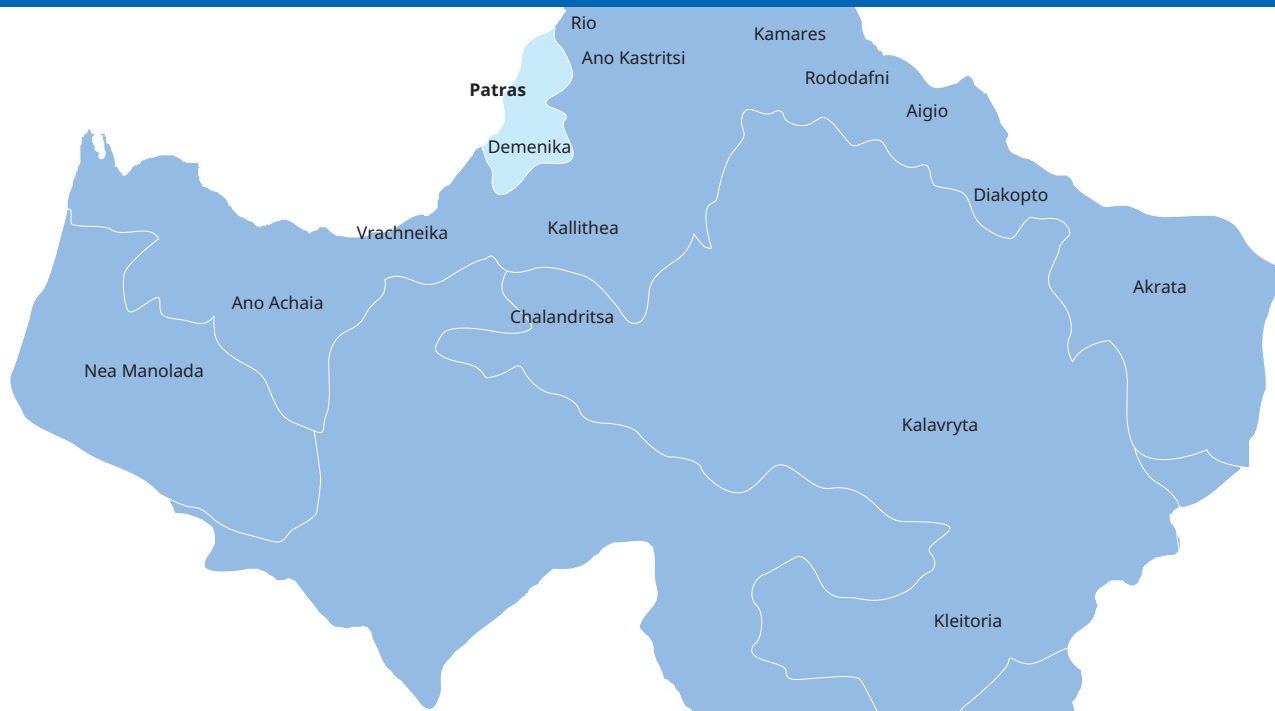 Rio
Kamares
Ano Kastritsi
Rododafni
Patras
Aigio
Demenika
Diakopto
Vrachneika
Kallithea
Akrata
Ano Achaia
Chalandritsa
Nea Manolada
Kalavryta
Kleitoria